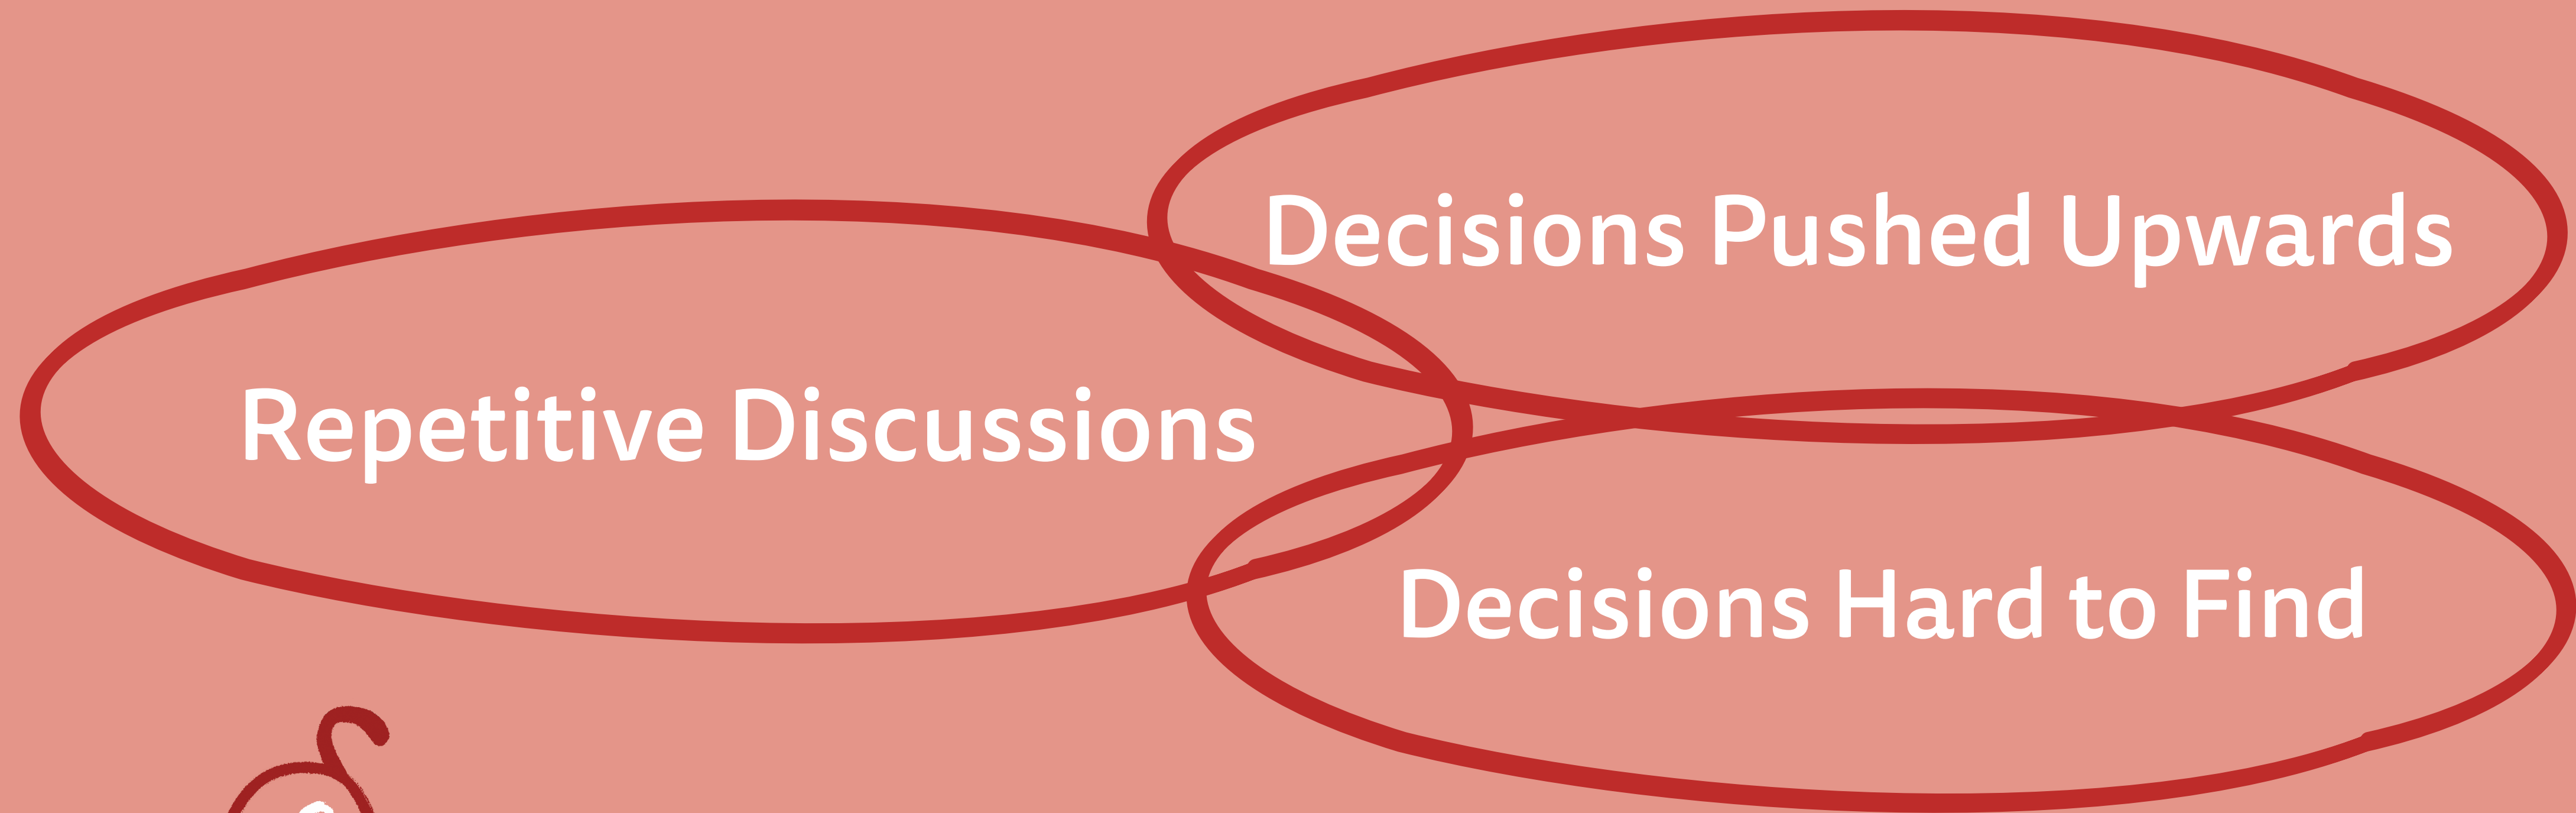 Decisions Pushed Upwards
Repetitive Discussions
Decisions Hard to Find